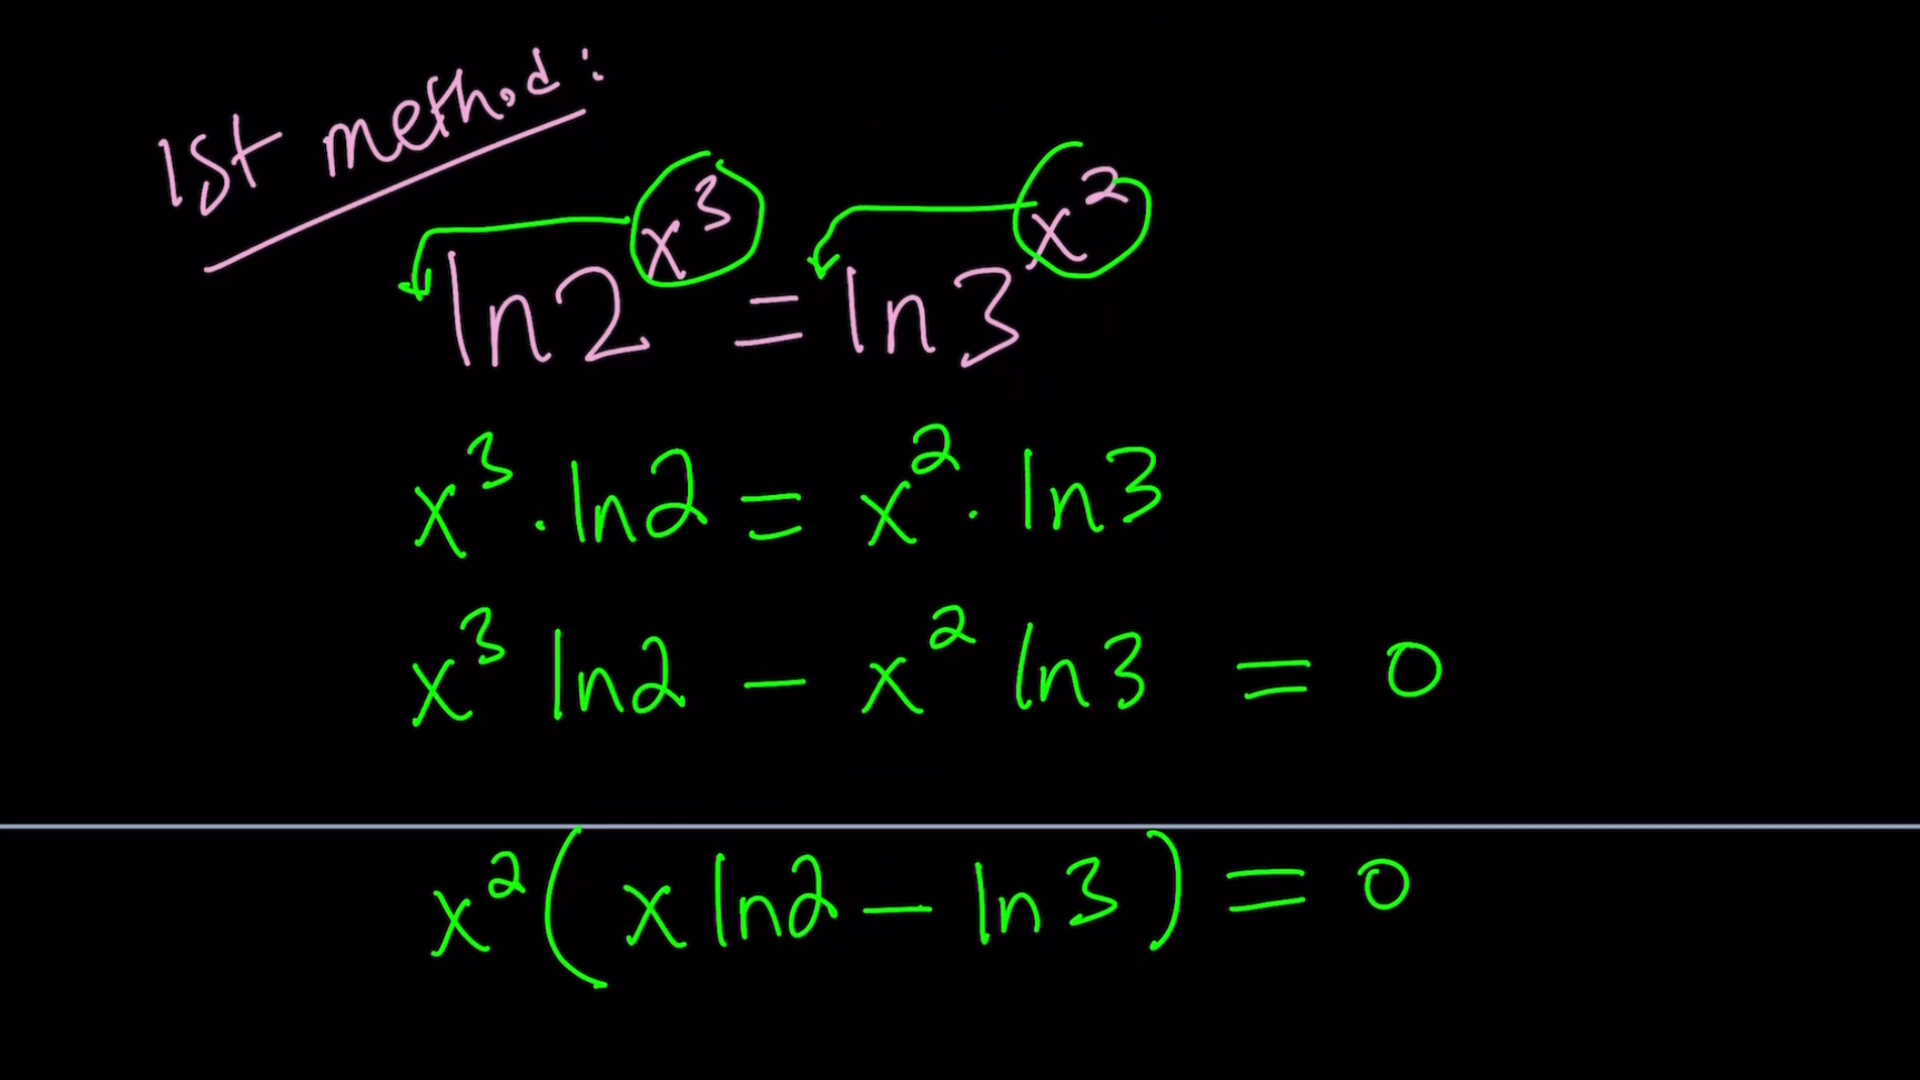 1st method:
ln2^x^3 = ln3^x^2
x^3 . ln2 = x^2 . ln3
x^3 ln2 - x^2 ln3 = 0
x^2 ( x ln2 - ln3 ) = 0